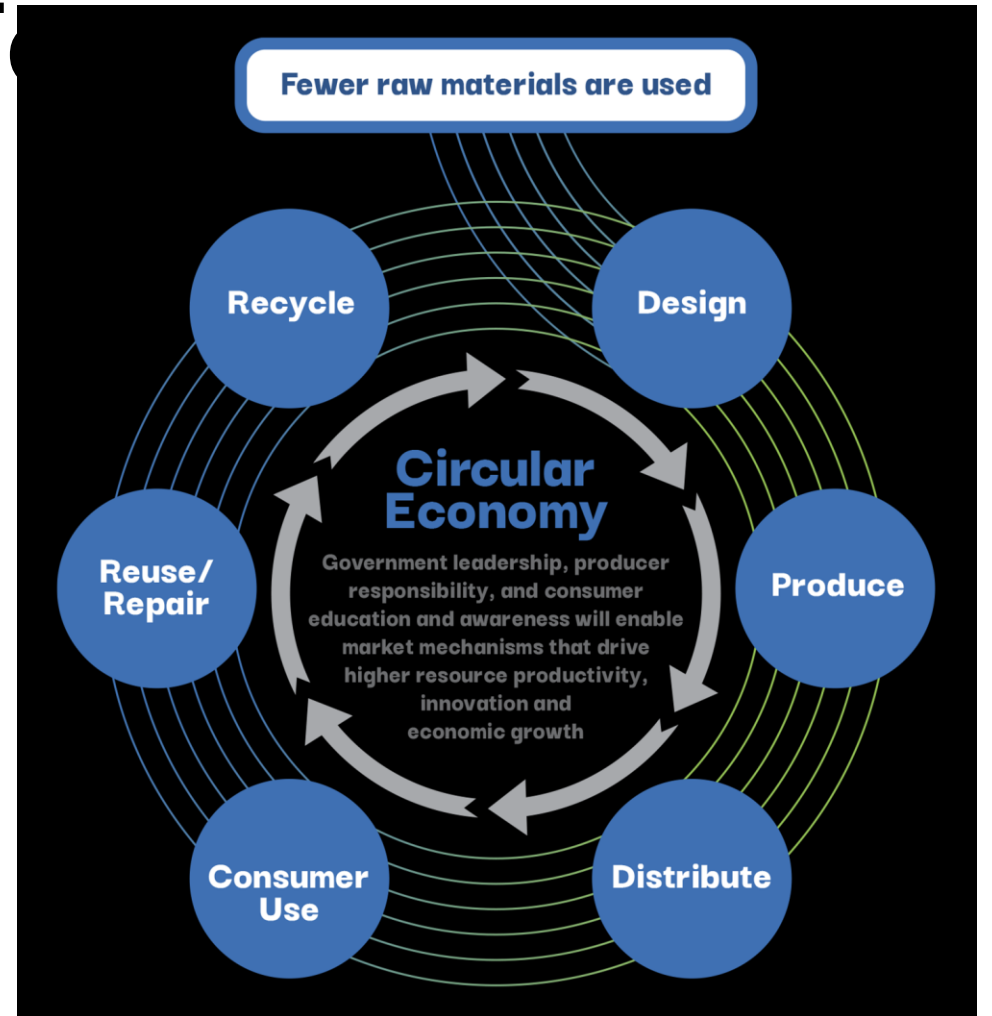 Fewer raw materials are used
Recycle
Design
Circular
Economy
Government leadership, producer
responsibility, and consumer
education and awareness will enable
market mechanisms that drive
higher resource productivity,
innovation and
economic growth
Reuse/
Repair
Produce
Consumer
Use
Distribute